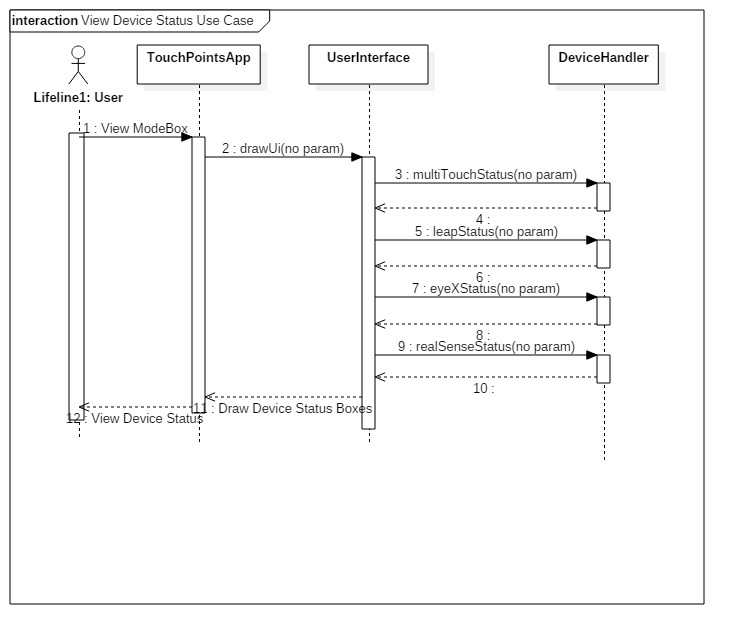 interaction View Device Status Use Case
TouchPointsApp
UserInterface
DeviceHandler
Lifeline1: User
1 : View ModeBox
2 : drawUi(no param)
3 : multiTouchStatus(no param)
4 :
5 : leapStatus(no param)
6 :
7 : eyeXStatus(no param)
8 :
9 : realSenseStatus(no param)
10 :
11 : Draw Device Status Boxes
12 : View Device Status